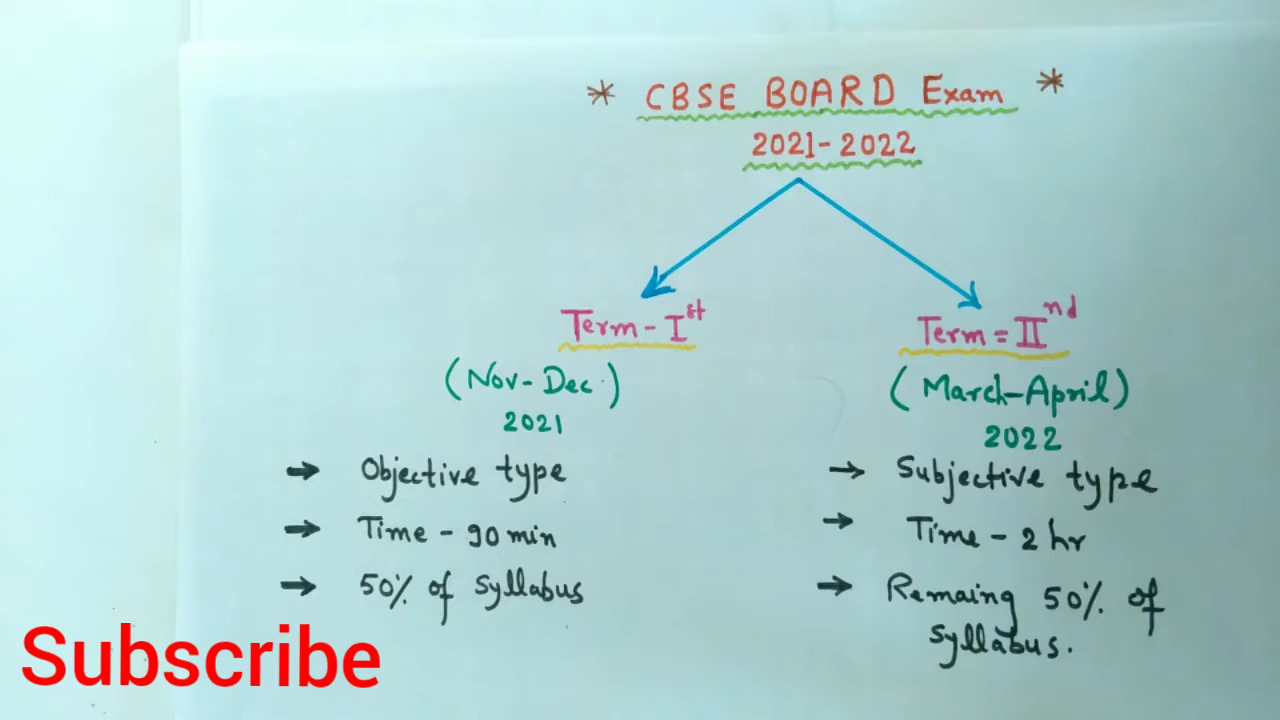 * CBSE BOARD Exam *
2021-2022
Term - Ist
(Nov-Dec.)
2021
→ Objective type
→ Time - 90 min
→ 50% of syllabus
Term = IInd
(March-April)
2022
→ Subjective type
→ Time - 2 hr
→ Remaing 50% of
syllabus.
Subscribe